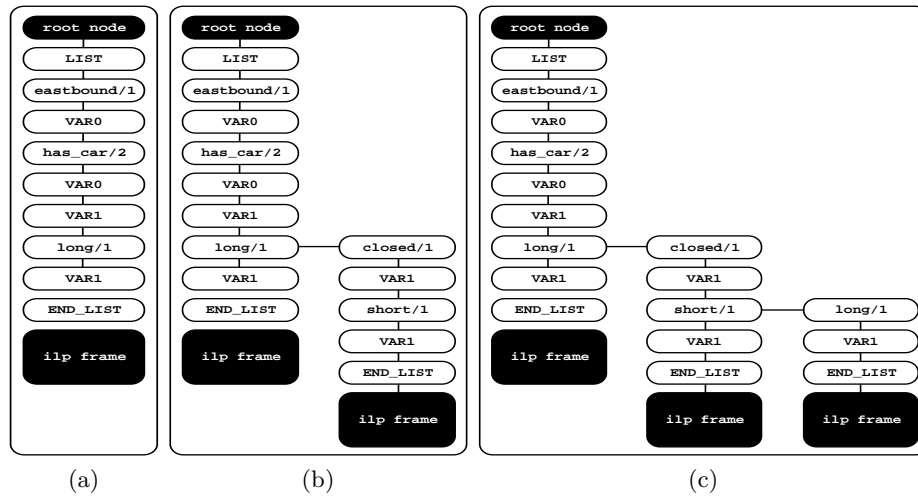 root node
LIST
eastbound/1
VAR0
has_car/2
VAR0
VAR1
long/1
VAR1
END_LIST
ilp frame
(a)
root node
LIST
eastbound/1
VAR0
has_car/2
VAR0
VAR1
long/1
VAR1
END_LIST
ilp frame
closed/1
VAR1
short/1
VAR1
END_LIST
ilp frame
(b)
root node
LIST
eastbound/1
VAR0
has_car/2
VAR0
VAR1
long/1
VAR1
END_LIST
ilp frame
closed/1
VAR1
short/1
VAR1
END_LIST
ilp frame
long/1
VAR1
END_LIST
ilp frame
(c)